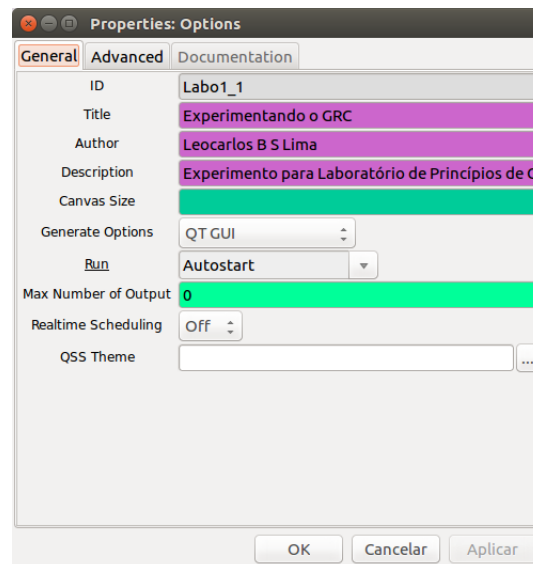 Properties: Options
General Advanced Documentation
ID Labo1_1
Title Experimentando o GRC
Author Leocarlos B S Lima
Description Experimento para Laboratório de Princípios de
Canvas Size
Generate Options QT GUI
Run Autostart
Max Number of Output 0
Realtime Scheduling Off
QSS Theme ...
OK Cancelar Aplicar